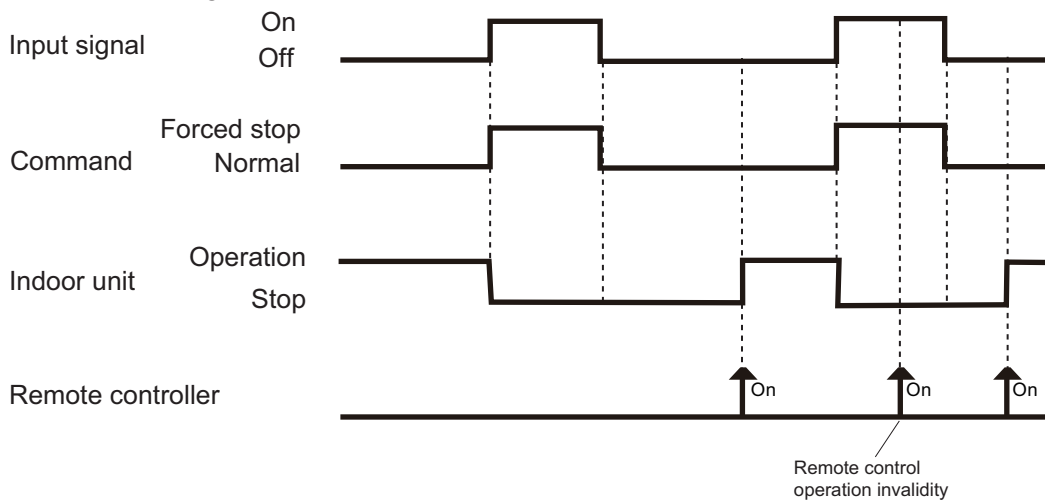 On
Input signal
Off
Forced stop
Command
Normal
Operation
Indoor unit
Stop
On
On
On
Remote controller
Remote control
operation invalidity